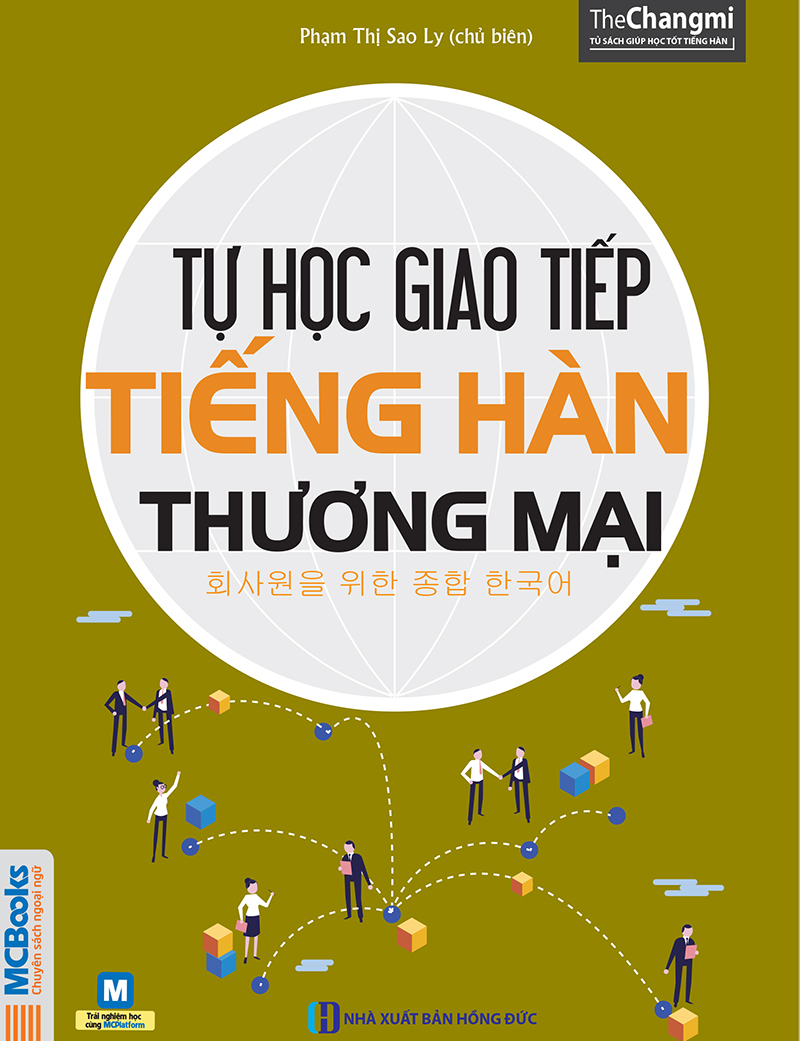 Phạm Thị Sao Ly (chủ biên)
TheChangmi
TỦ SÁCH GIÚP HỌC TỐT TIẾNG HÀN
TỰ HỌC GIAO TIẾP
TIẾNG HÀN
THƯƠNG MẠI
회사원을 위한 종합 한국어
MCBooks
Chuyên sách ngoại ngữ
M
Trải nghiệm học
cùng MCPlatform
NHÀ XUẤT BẢN HỒNG ĐỨC